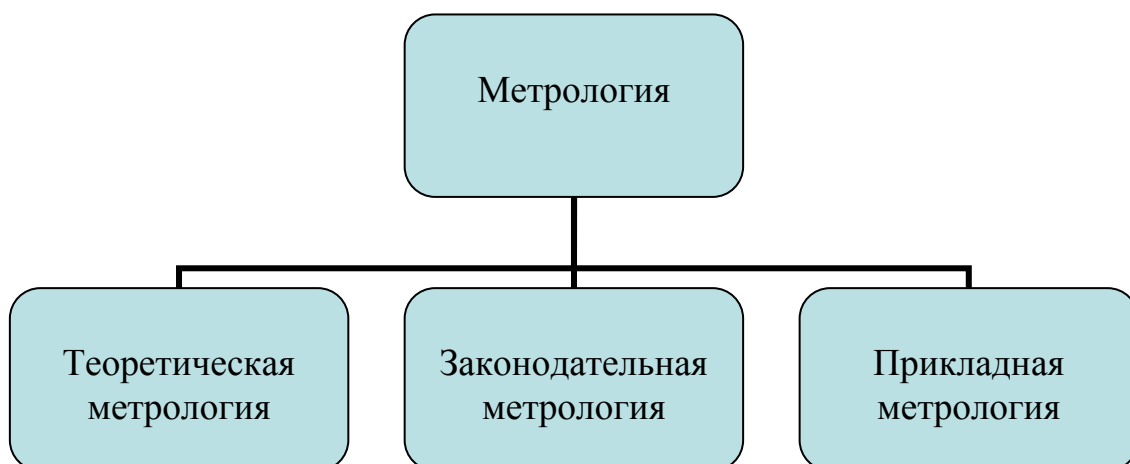 Метрология
Теоретическая
метрология
Законодательная
метрология
Прикладная
метрология